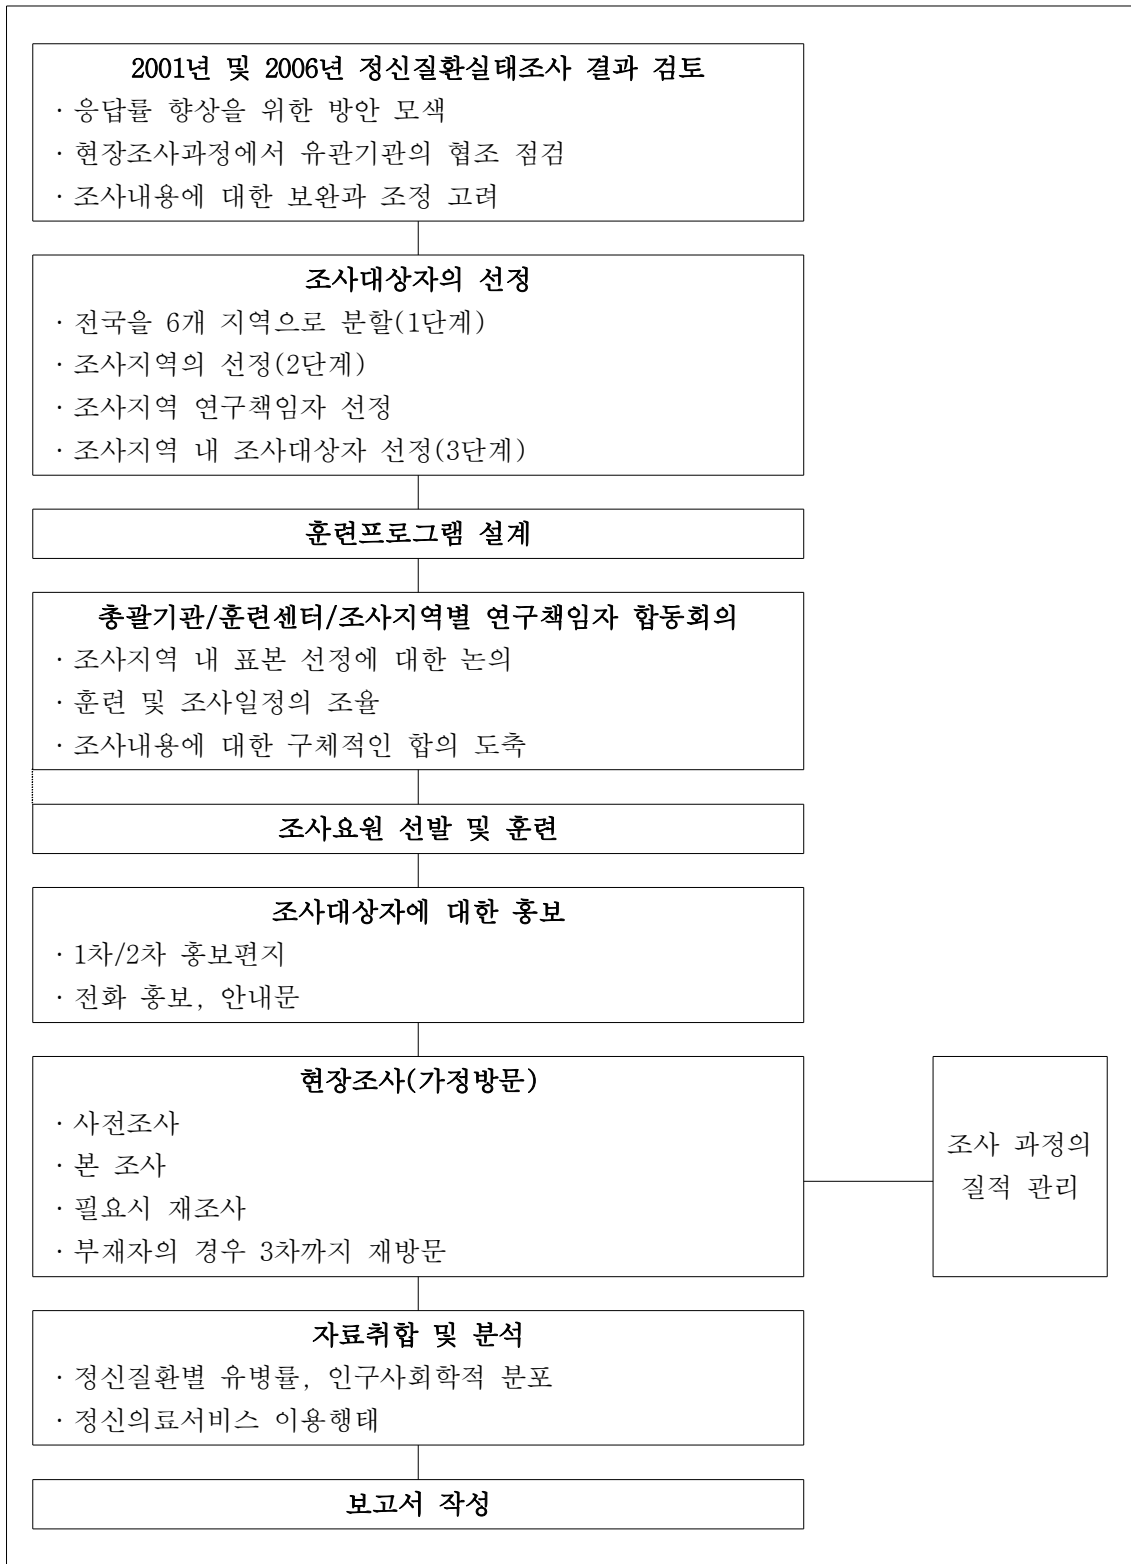 2001년 및 2006년 정신질환실태조사 결과 검토
· 응답률 향상을 위한 방안 모색
· 현장조사과정에서 유관기관의 협조 점검
· 조사내용에 대한 보완과 조정 고려
조사대상자의 선정
· 전국을 6개 지역으로 분할(1단계)
· 조사지역의 선정(2단계)
· 조사지역 연구책임자 선정
· 조사지역 내 조사대상자 선정(3단계)
훈련프로그램 설계
총괄기관/훈련센터/조사지역별 연구책임자 합동회의
· 조사지역 내 표본 선정에 대한 논의
· 훈련 및 조사일정의 조율
· 조사내용에 대한 구체적인 합의 도축
조사요원 선발 및 훈련
조사대상자에 대한 홍보
· 1차/2차 홍보편지
· 전화 홍보, 안내문
현장조사(가정방문)
· 사전조사
· 본 조사
· 필요시 재조사
· 부재자의 경우 3차까지 재방문
조사 과정의
질적 관리
자료취합 및 분석
· 정신질환별 유병률, 인구사회학적 분포
· 정신의료서비스 이용행태
보고서 작성